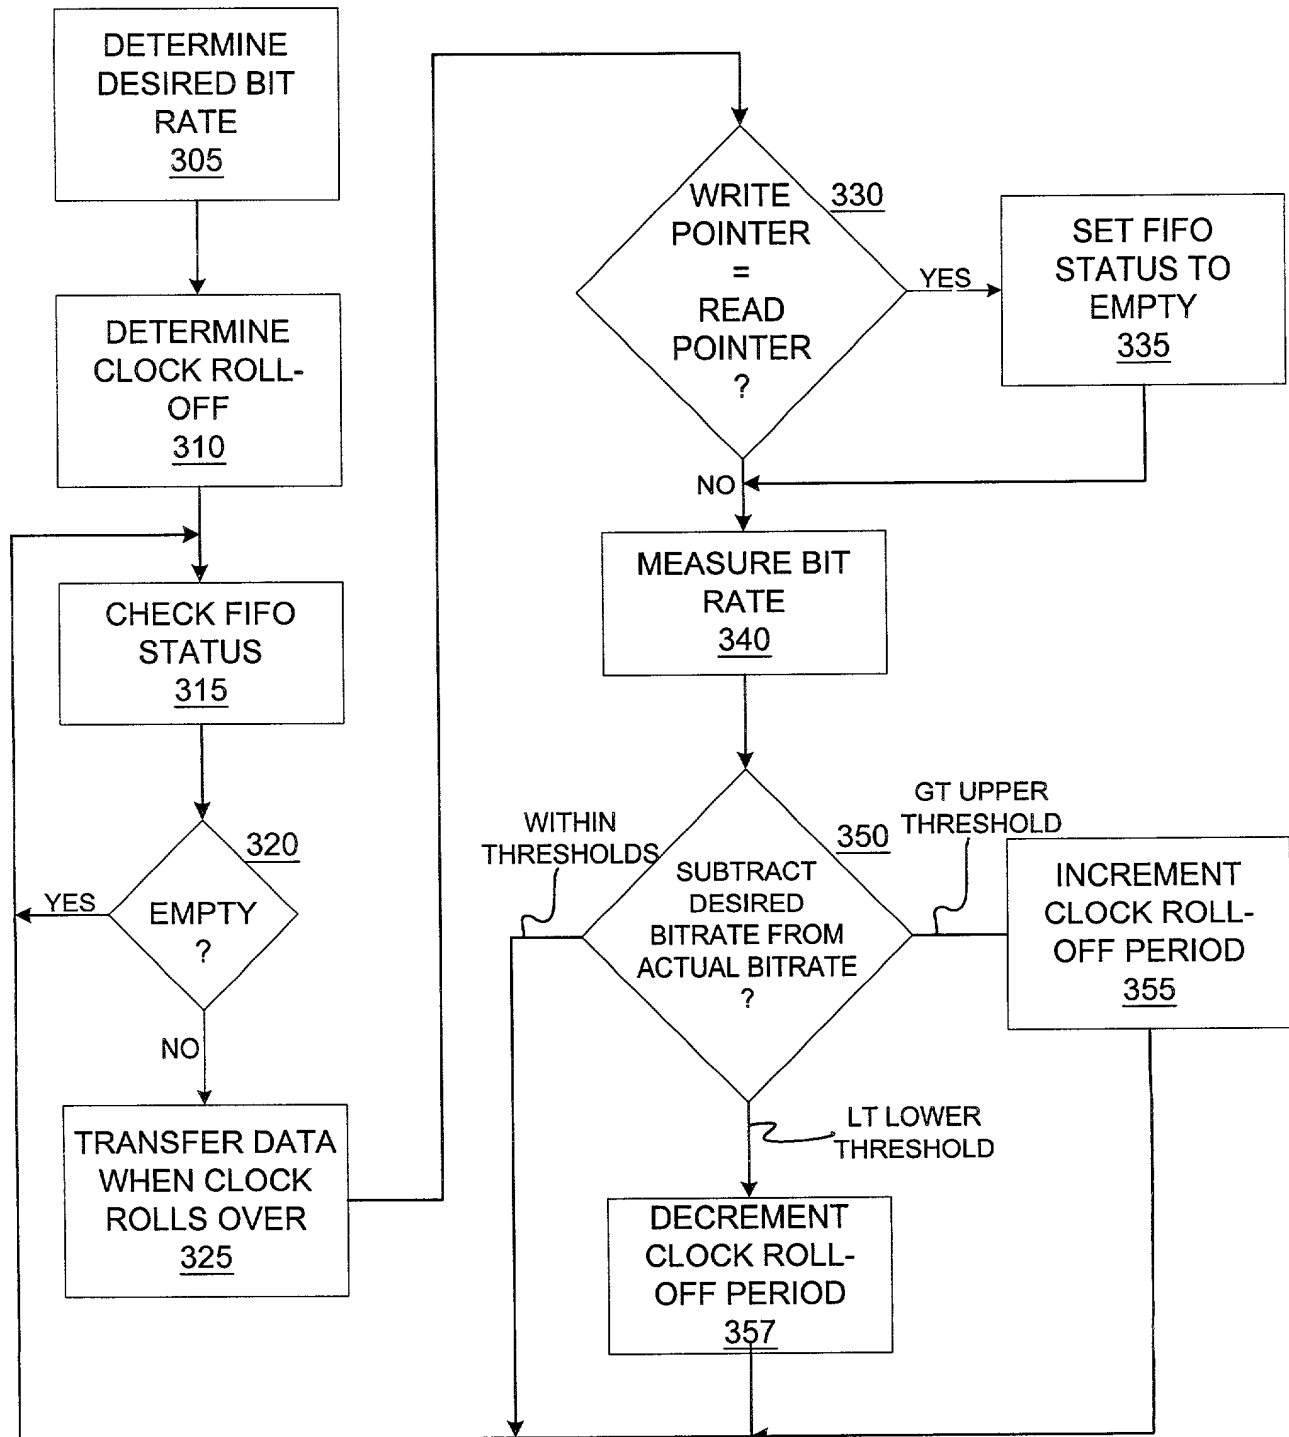 DETERMINE
DESIRED BIT
RATE
305
DETERMINE
CLOCK ROLL-
OFF
310
CHECK FIFO
STATUS
315
320
YES
EMPTY
?
NO
TRANSFER DATA
WHEN CLOCK
ROLLS OVER
325
330
WRITE
POINTER
=
READ
POINTER
?
YES
SET FIFO
STATUS TO
EMPTY
335
NO
MEASURE BIT
RATE
340
WITHIN
THRESHOLDS
350
GT UPPER
THRESHOLD
SUBTRACT
DESIRED
BITRATE FROM
ACTUAL BITRATE
?
INCREMENT
CLOCK ROLL-
OFF PERIOD
355
LT LOWER
THRESHOLD
DECREMENT
CLOCK ROLL-
OFF PERIOD
357